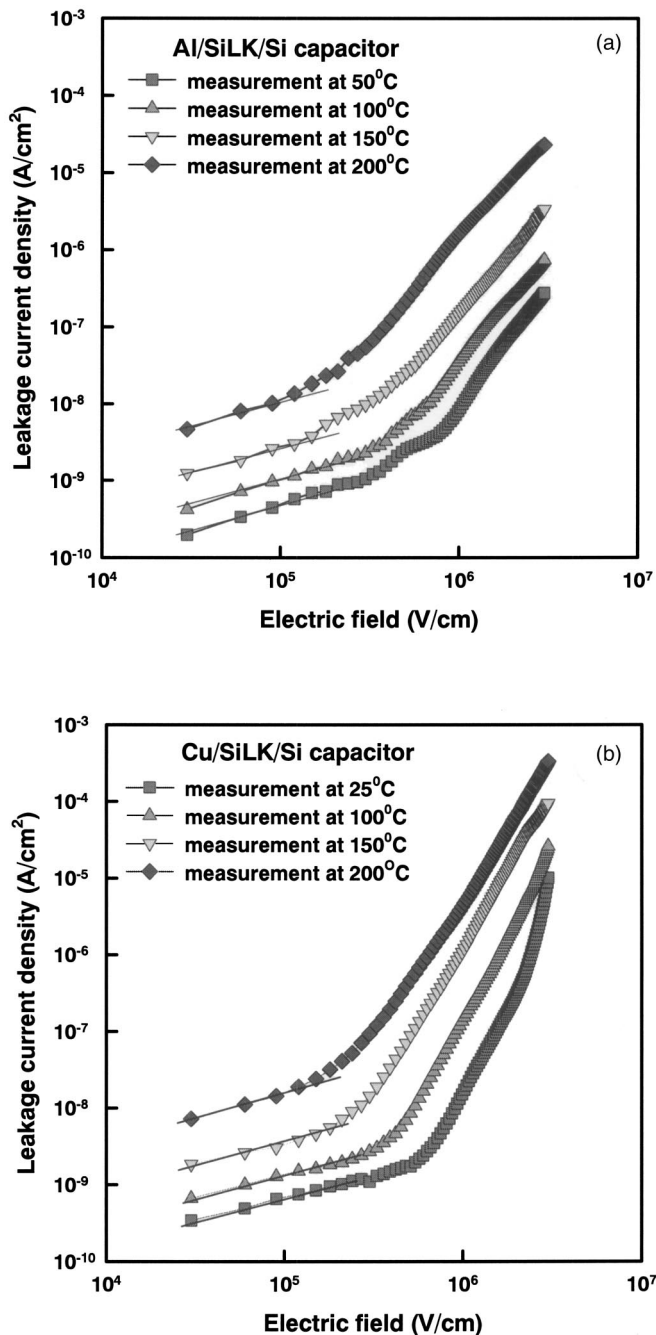 10⁻³
Al/SiLK/Si capacitor
(a)
measurement at 50⁰C
10⁻⁴
measurement at 100⁰C
measurement at 150⁰C
10⁻⁵
measurement at 200⁰C
10⁻⁶
10⁻⁷
10⁻⁸
10⁻⁹
10⁻¹⁰
Leakage current density (A/cm²)
10⁴
10⁵
10⁶
10⁷
Electric field (V/cm)
10⁻³
Cu/SiLK/Si capacitor
(b)
measurement at 25⁰C
10⁻⁴
measurement at 100⁰C
measurement at 150⁰C
10⁻⁵
measurement at 200⁰C
10⁻⁶
10⁻⁷
10⁻⁸
10⁻⁹
10⁻¹⁰
Leakage current density (A/cm²)
10⁴
10⁵
10⁶
10⁷
Electric field (V/cm)